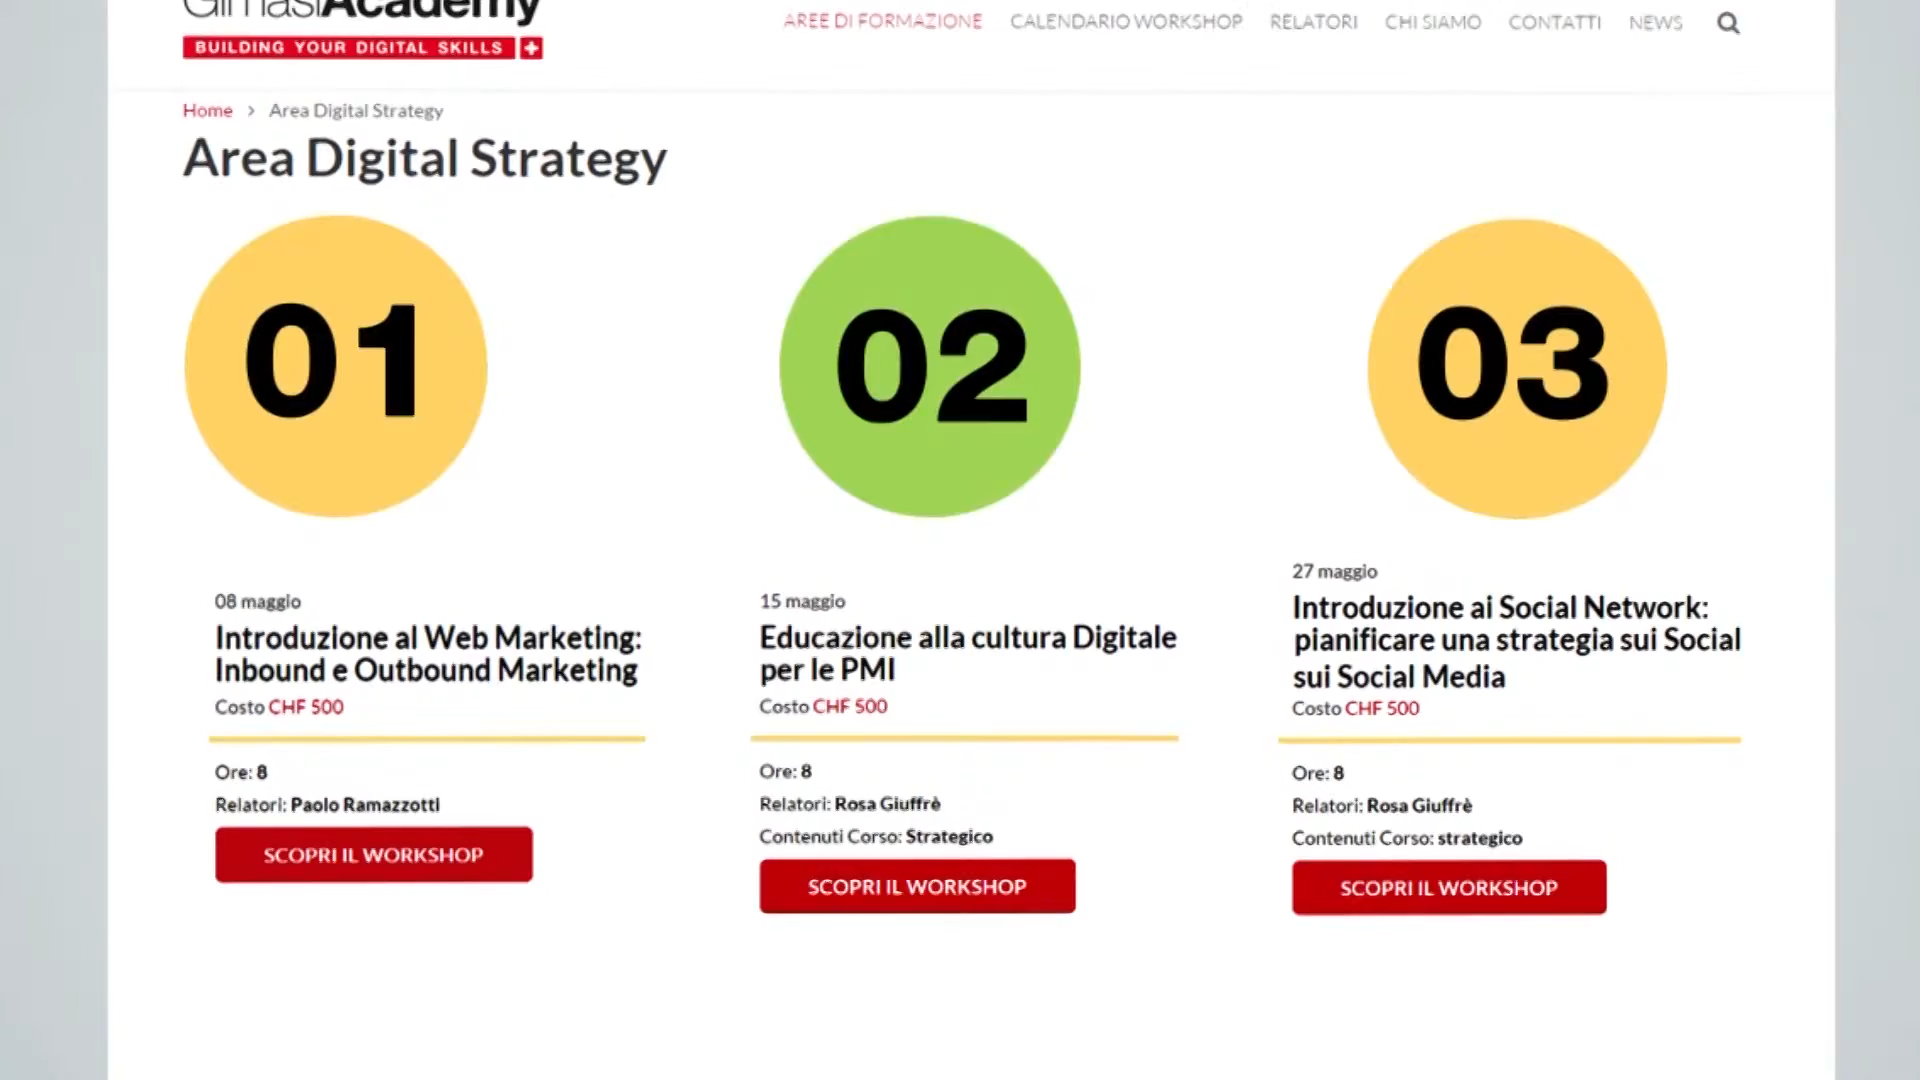 GimasiAcademy
BUILDING YOUR DIGITAL SKILLS
AREE DI FORMAZIONE CALENDARIO WORKSHOP RELATORI CHI SIAMO CONTATTI NEWS
Home > Area Digital Strategy
Area Digital Strategy
01
02
03
08 maggio
Introduzione al Web Marketing:
Inbound e Outbound Marketing
Costo CHF 500
Ore: 8
Relatori: Paolo Ramazzotti
SCOPRI IL WORKSHOP
15 maggio
Educazione alla cultura Digitale
per le PMI
Costo CHF 500
Ore: 8
Relatori: Rosa Giuffrè
Contenuti Corso: Strategico
SCOPRI IL WORKSHOP
27 maggio
Introduzione ai Social Network:
pianificare una strategia sui Social
sui Social Media
Costo CHF 500
Ore: 8
Relatori: Rosa Giuffrè
Contenuti Corso: strategico
SCOPRI IL WORKSHOP